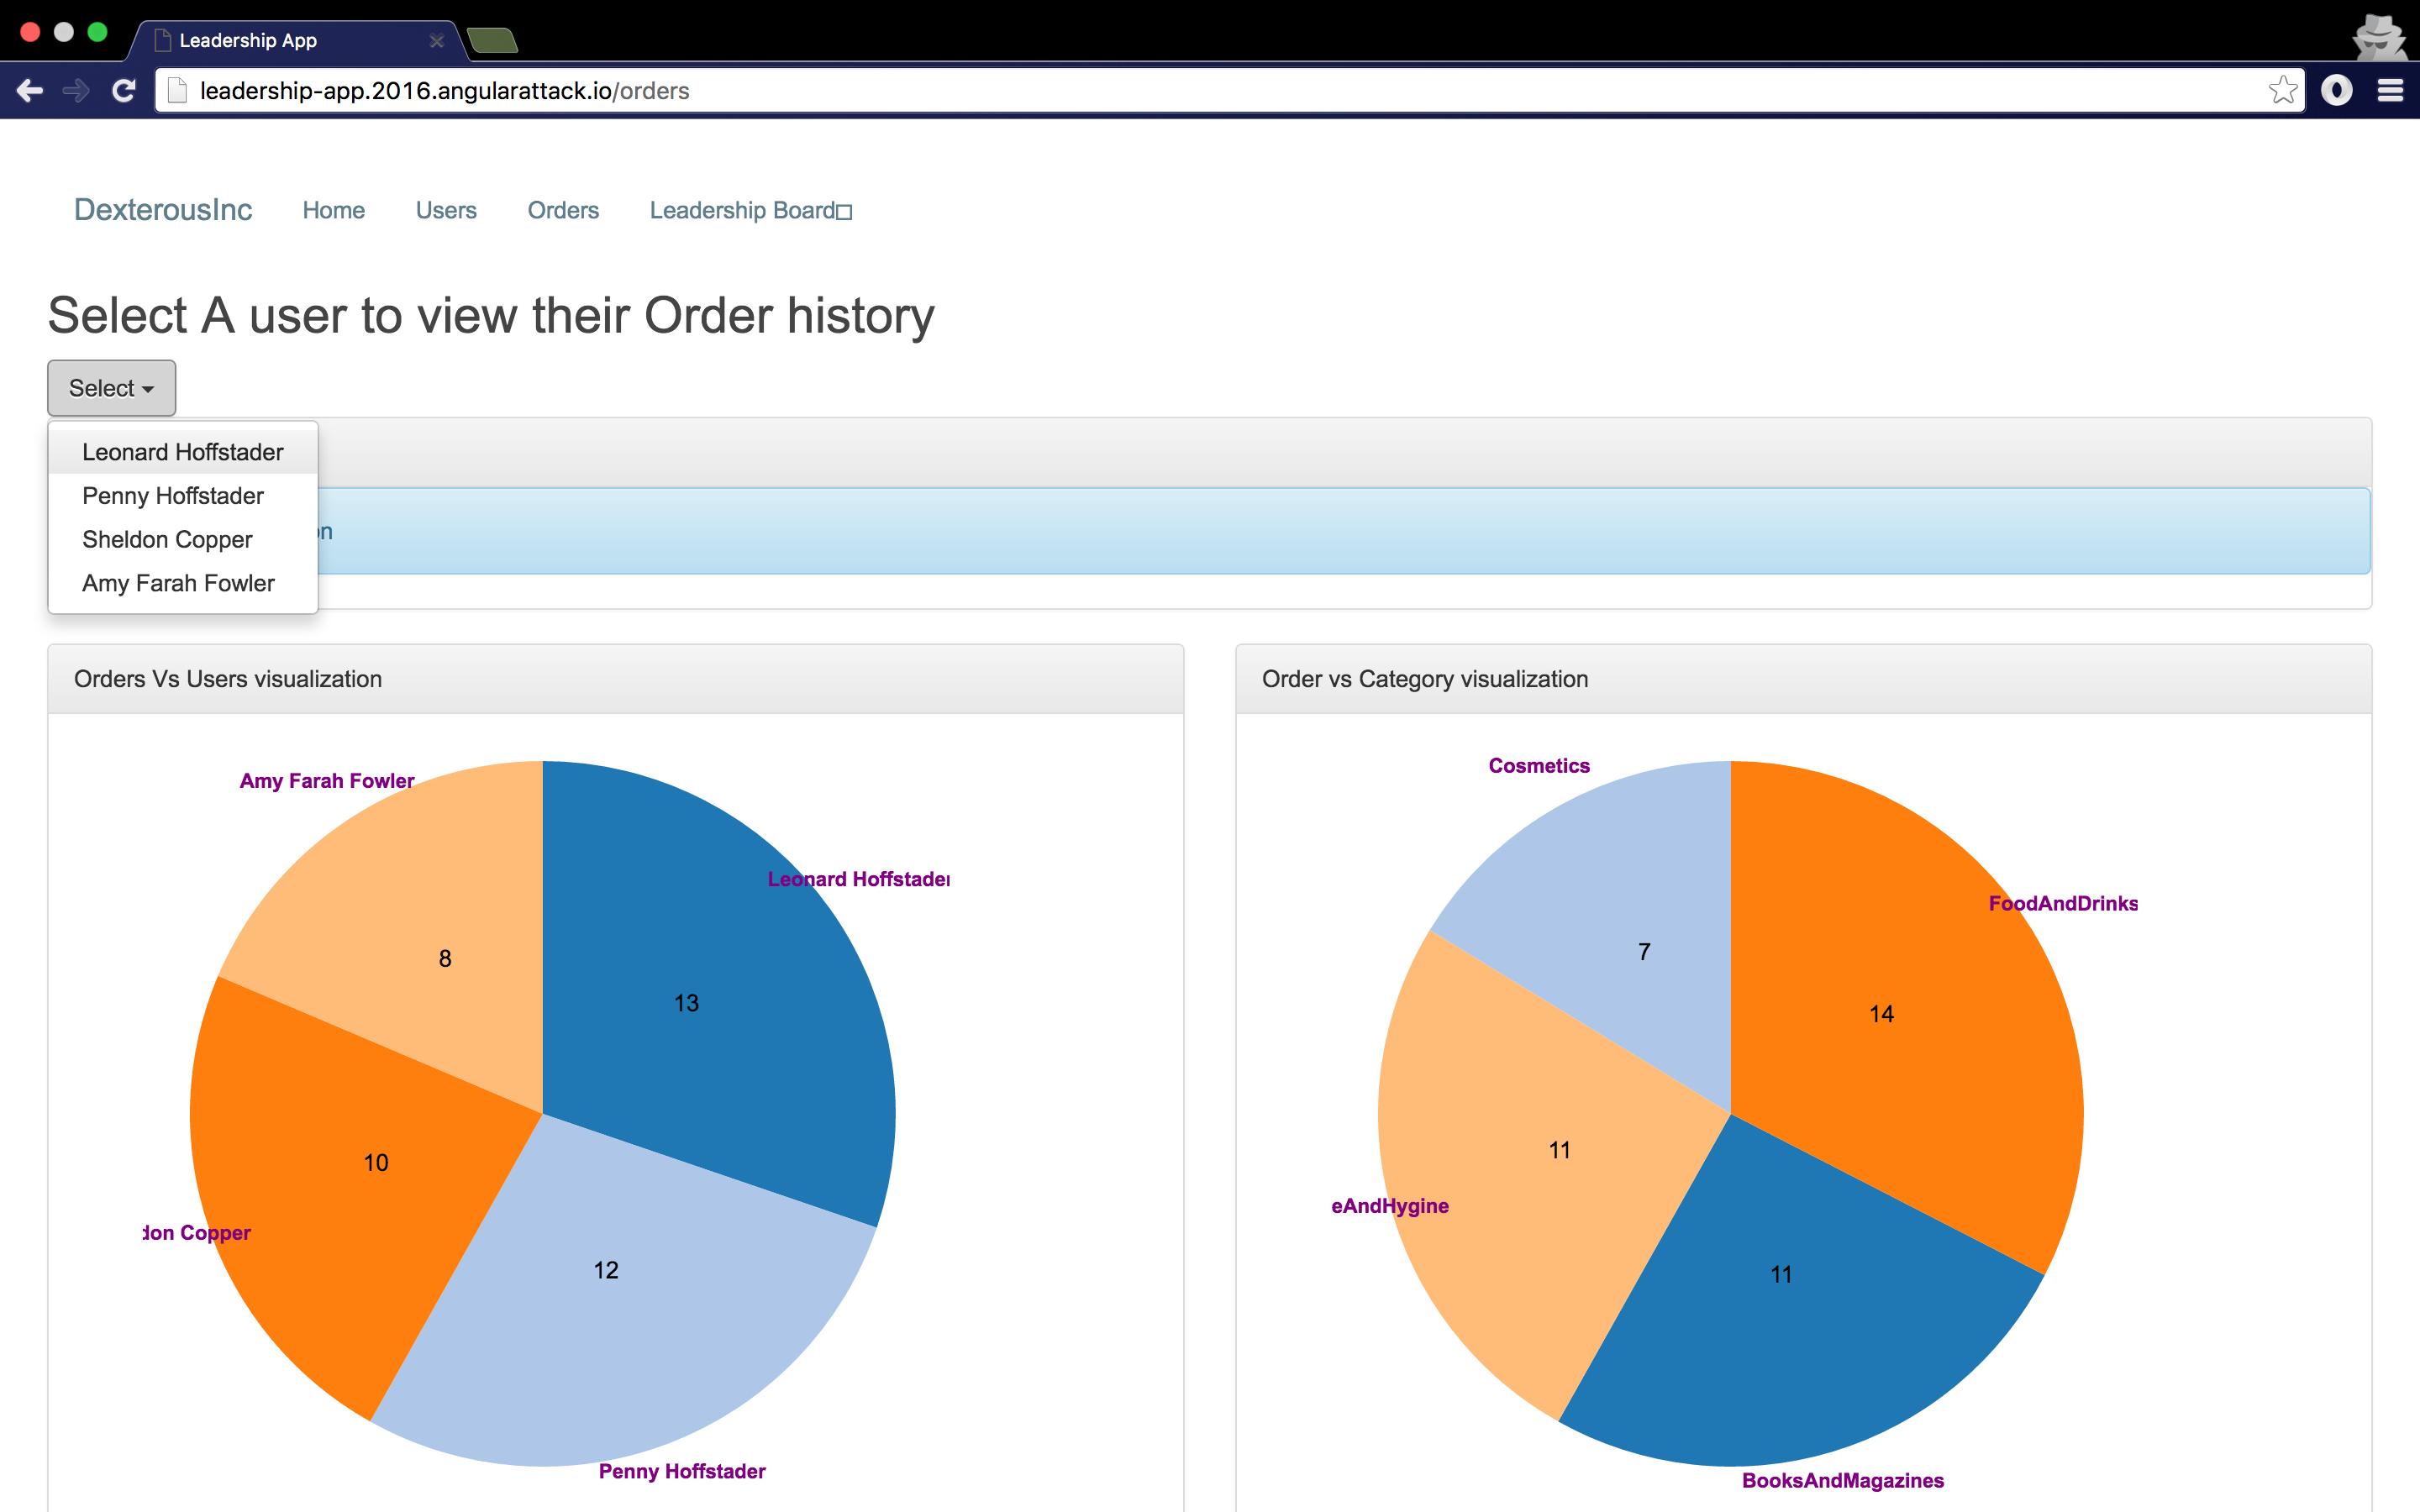 Leadership App
leadership-app.2016.angularattack.io/orders
DexterousInc Home Users Orders Leadership Board
Select A user to view their Order history
Select
Leonard Hoffstader
Penny Hoffstader
Sheldon Copper
Amy Farah Fowler
Orders Vs Users visualization
Amy Farah Fowler
Leonard Hoffstader
8
13
10
don Copper
12
Penny Hoffstader
Order vs Category visualization
Cosmetics
FoodAndDrinks
7
14
11
eAndHygine
11
BooksAndMagazines